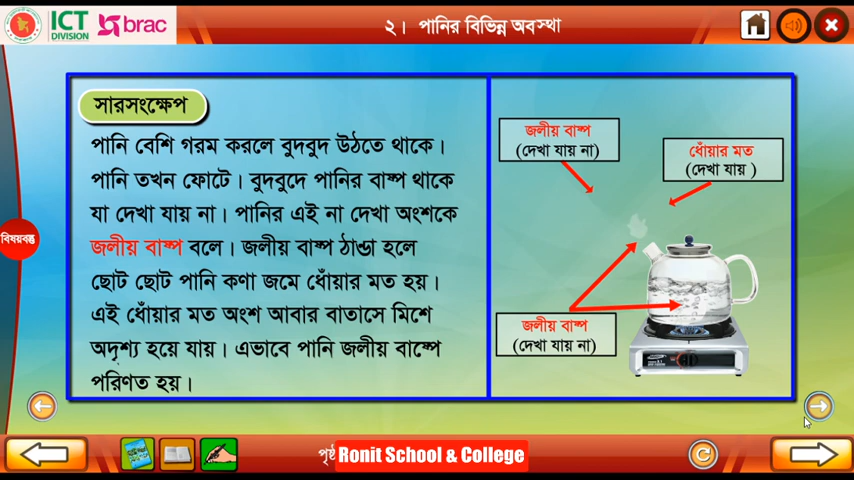 ICT
DIVISION
brac
২। পানির বিভিন্ন অবস্থা
সারসংক্ষেপ
পানি বেশি গরম করলে বুদবুদ উঠতে থাকে।
পানি তখন ফোটে। বুদবুদে পানির বাষ্প থাকে
যা দেখা যায় না। পানির এই না দেখা অংশকে
জলীয় বাষ্প বলে। জলীয় বাষ্প ঠাণ্ডা হলে
ছোট ছোট পানি কণা জমে ধোঁয়ার মত হয়।
এই ধোঁয়ার মত অংশ আবার বাতাসে মিশে
অদৃশ্য হয়ে যায়। এভাবে পানি জলীয় বাষ্পে
পরিণত হয়।
জলীয় বাষ্প
(দেখা যায় না)
ধোঁয়ার মত
(দেখা যায় )
জলীয় বাষ্প
(দেখা যায় না)
বিষয়বস্তু
Ronit School & College